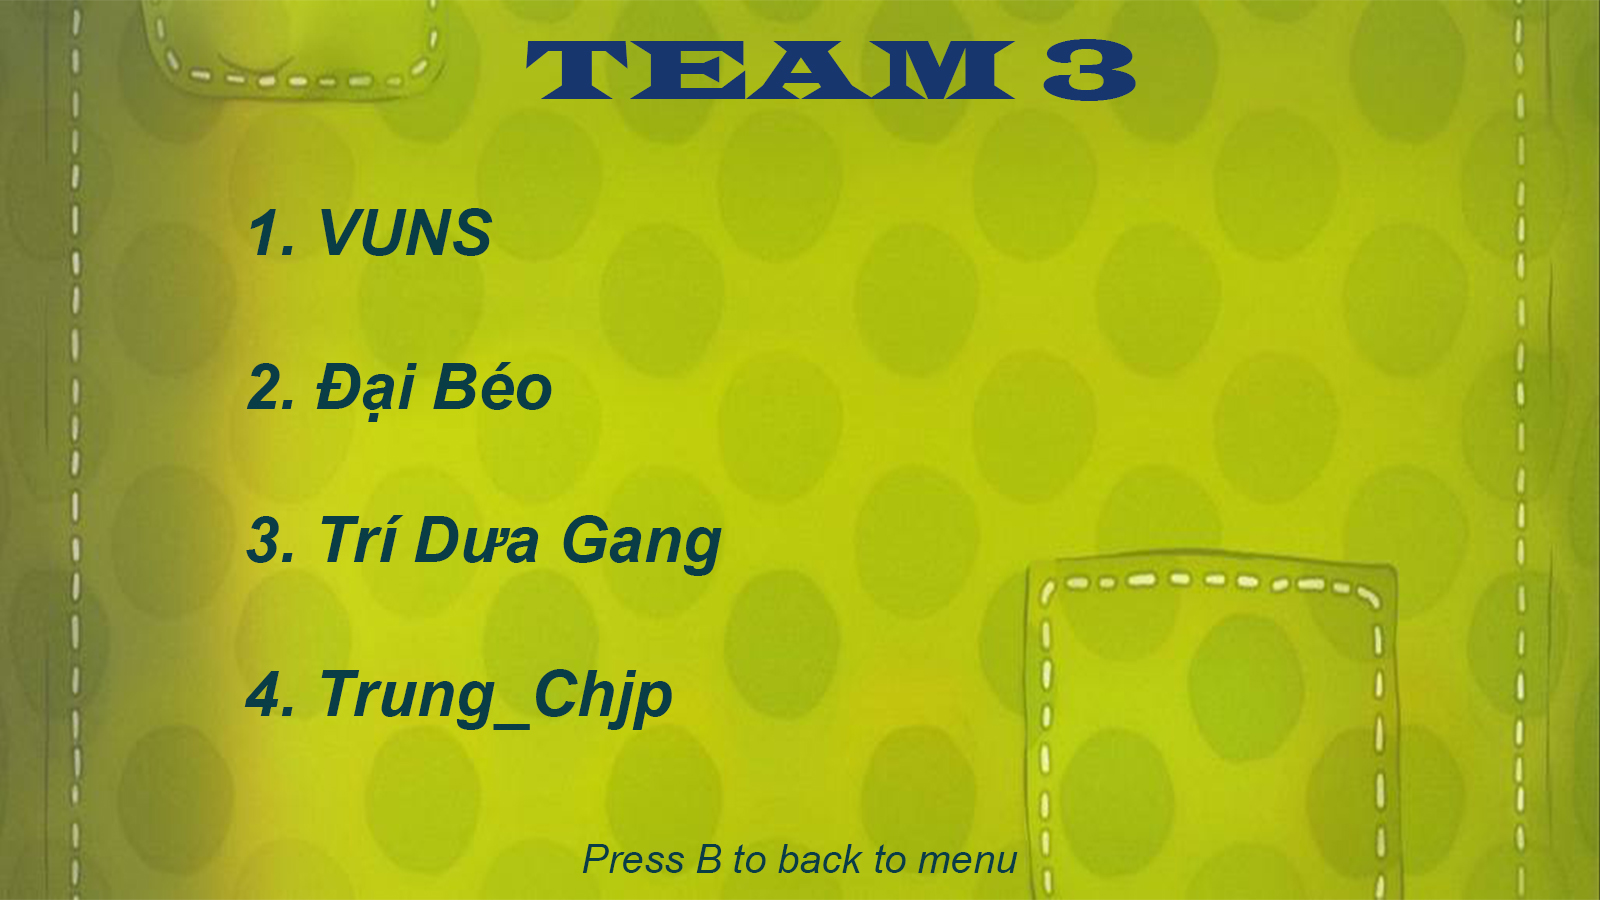 TEAM 3
1. VUNS
2. Đại Béo
3. Trí Dưa Gang
4. Trung_Chjp
Press B to back to menu